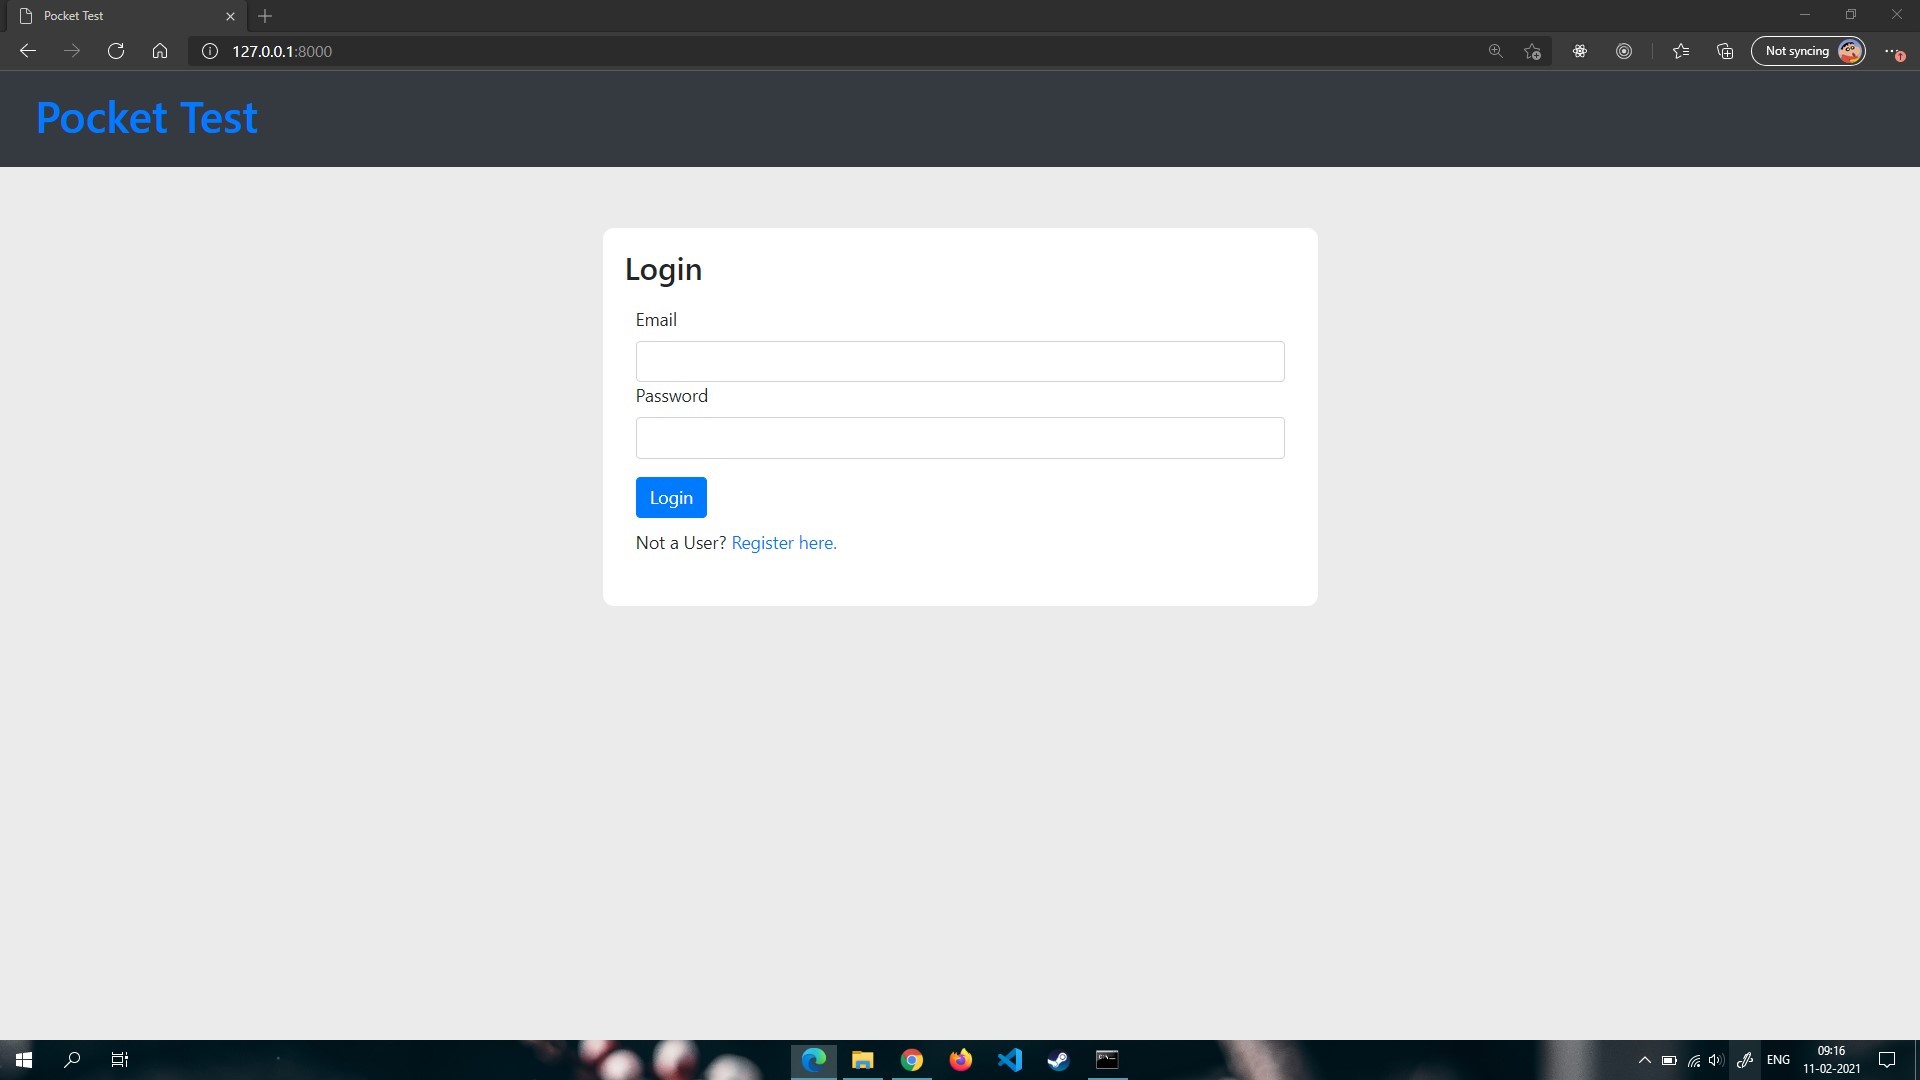 Pocket Test
127.0.0.1:8000
Not syncing
Pocket Test
Login
Email
Password
Login
Not a User? Register here.
ENG
09:16
11-02-2021